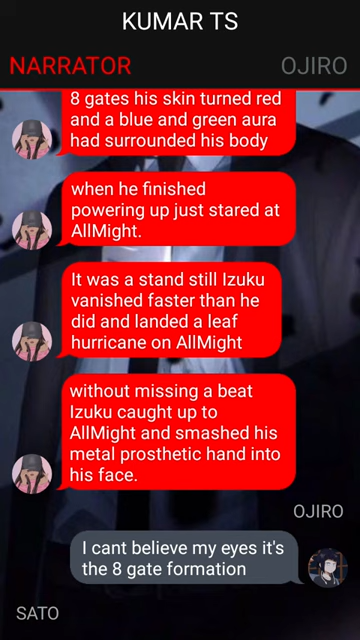 KUMAR TS
NARRATOR
OJIRO
8 gates his skin turned red
and a blue and green aura
had surrounded his body
when he finished
powering up just stared at
AllMight.
It was a stand still Izuku
vanished faster than he
did and landed a leaf
hurricane on AllMight
without missing a beat
Izuku caught up to
AllMight and smashed his
metal prosthetic hand into
his face.
OJIRO
I cant believe my eyes it's
the 8 gate formation
SATO